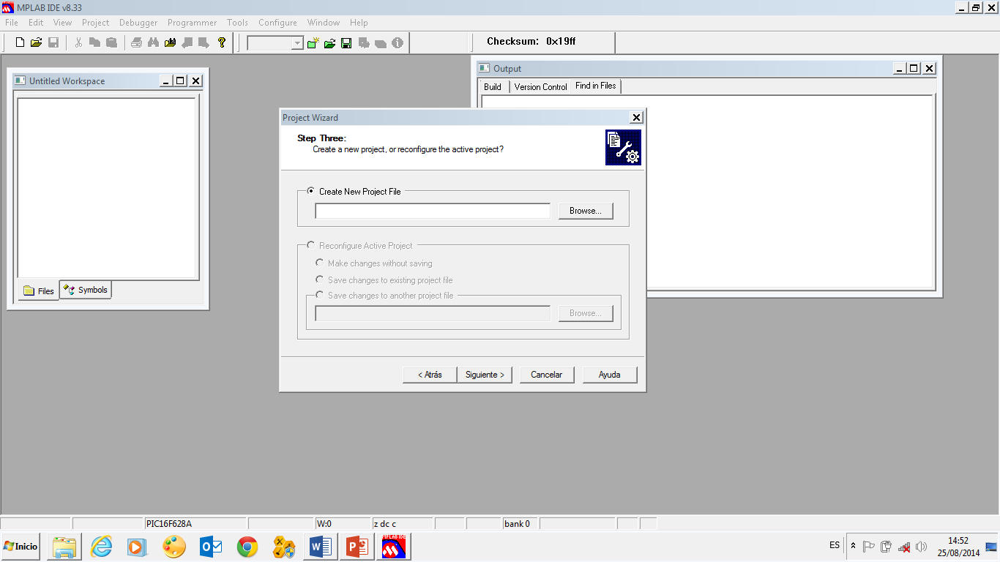 MPLAB IDE v8.33
File Edit View Project Debugger Programmer Tools Configure Window Help
Checksum: 0x19ff
Untitled Workspace
Files
Symbols
Output
Build Version Control Find in Files
Project Wizard
Step Three:
Create a new project, or reconfigure the active project?
Create New Project File
Browse...
Reconfigure Active Project
Make changes without saving
Save changes to existing project file
Save changes to another project file
Browse...
< Atrás Siguiente > Cancelar Ayuda
PIC16F628A W:0 z dc c bank 0
Inicio
MPLAB IDE
ES
14:52
25/08/2014